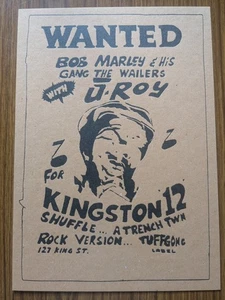 WANTED
BOB MARLEY & HIS
GANG THE WAILERS
WITH
U-ROY
FOR
KINGSTON 12
SHUFFLE... A TRENCH TWN
ROCK VERSION... TUFFGONG
127 KING ST.
LABEL